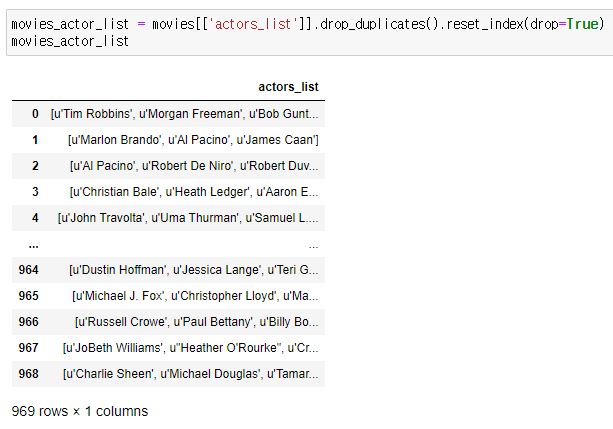 movies_actor_list = movies[['actors_list']].drop_duplicates().reset_index(drop=True)
movies_actor_list
actors_list
0 [u'Tim Robbins', u'Morgan Freeman', u'Bob Gunt...
1 [u'Marlon Brando', u'Al Pacino', u'James Caan']
2 [u'Al Pacino', u'Robert De Niro', u'Robert Duv...
3 [u'Christian Bale', u'Heath Ledger', u'Aaron E...
4 [u'John Travolta', u'Uma Thurman', u'Samuel L....
... ...
964 [u'Dustin Hoffman', u'Jessica Lange', u'Teri G...
965 [u'Michael J. Fox', u'Christopher Lloyd', u'Ma...
966 [u'Russell Crowe', u'Paul Bettany', u'Billy Bo...
967 [u'JoBeth Williams', u"Heather O'Rourke", u'Cr...
968 [u'Charlie Sheen', u'Michael Douglas', u'Tamar...
969 rows × 1 columns